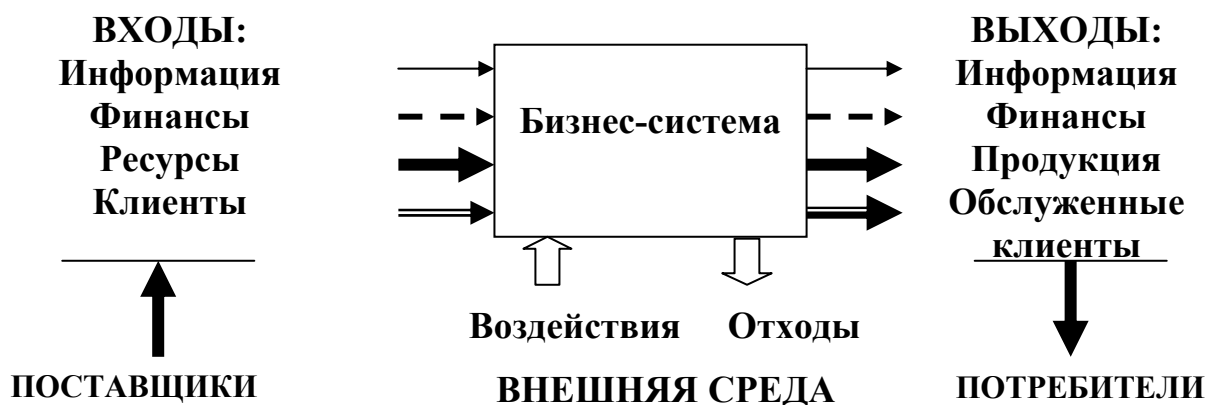 ВХОДЫ:
Информация
Финансы
Ресурсы
Клиенты
Бизнес-система
ВЫХОДЫ:
Информация
Финансы
Продукция
Обслуженные
клиенты
Воздействия
Отходы
ПОСТАВЩИКИ
ВНЕШНЯЯ СРЕДА
ПОТРЕБИТЕЛИ